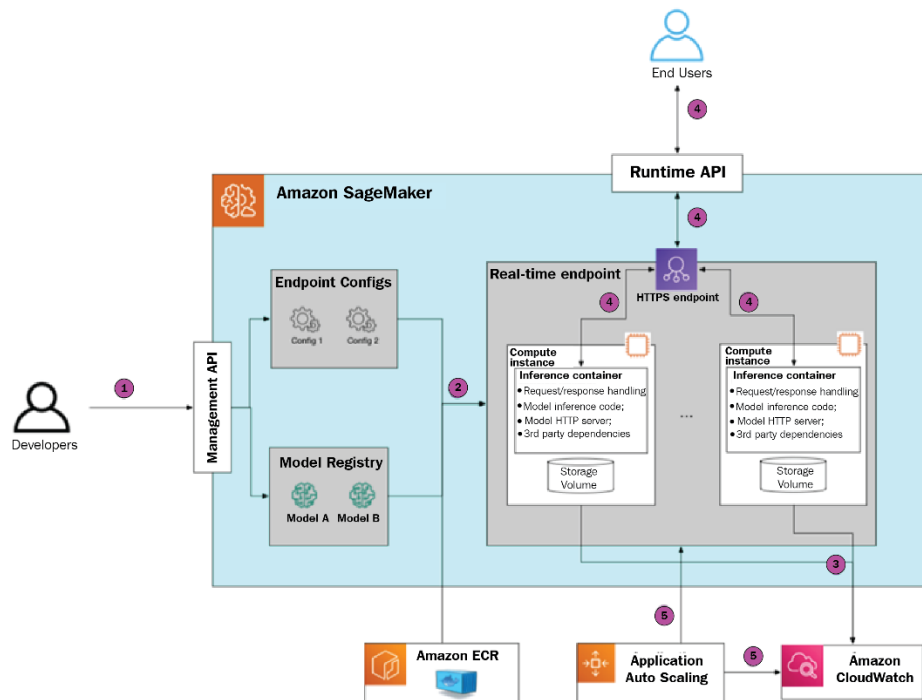 End Users
4
Runtime API
Amazon SageMaker
4
Endpoint Configs
Config 1
Config 2
Real-time endpoint
HTTPS endpoint
4
4
Compute
instance
Inference container
Request/response handling
Model inference code;
Model HTTP server;
3rd party dependencies
Storage
Volume
...
Compute
instance
Inference container
Request/response handling
Model inference code;
Model HTTP server;
3rd party dependencies
Storage
Volume
1
2
Developers
Management API
Model Registry
Model A
Model B
3
5
5
Amazon ECR
Application
Auto Scaling
Amazon
CloudWatch